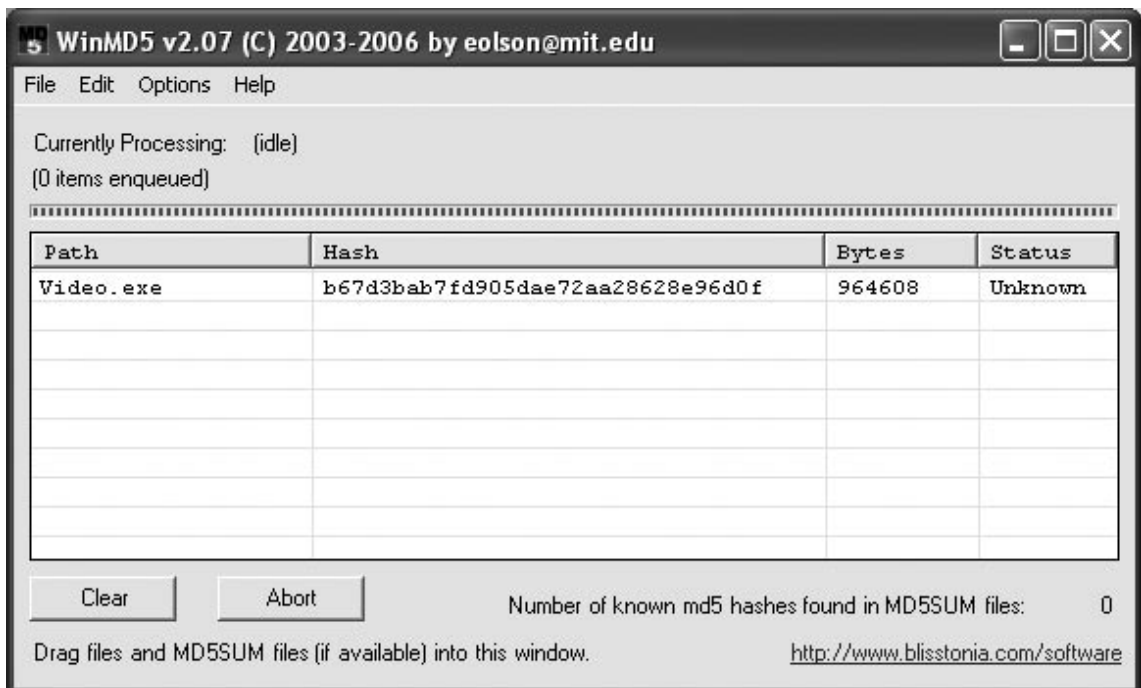 MD5 WinMD5 v2.07 (C) 2003-2006 by eolson@mit.edu
File Edit Options Help
Currently Processing: (idle)
(0 items enqueued)
Path Hash Bytes Status
Video.exe b67d3bab7fd905dae72aa28628e96d0f 964608 Unknown
Clear Abort Number of known md5 hashes found in MD5SUM files: 0
Drag files and MD5SUM files (if available) into this window. http://www.blisstonia.com/software